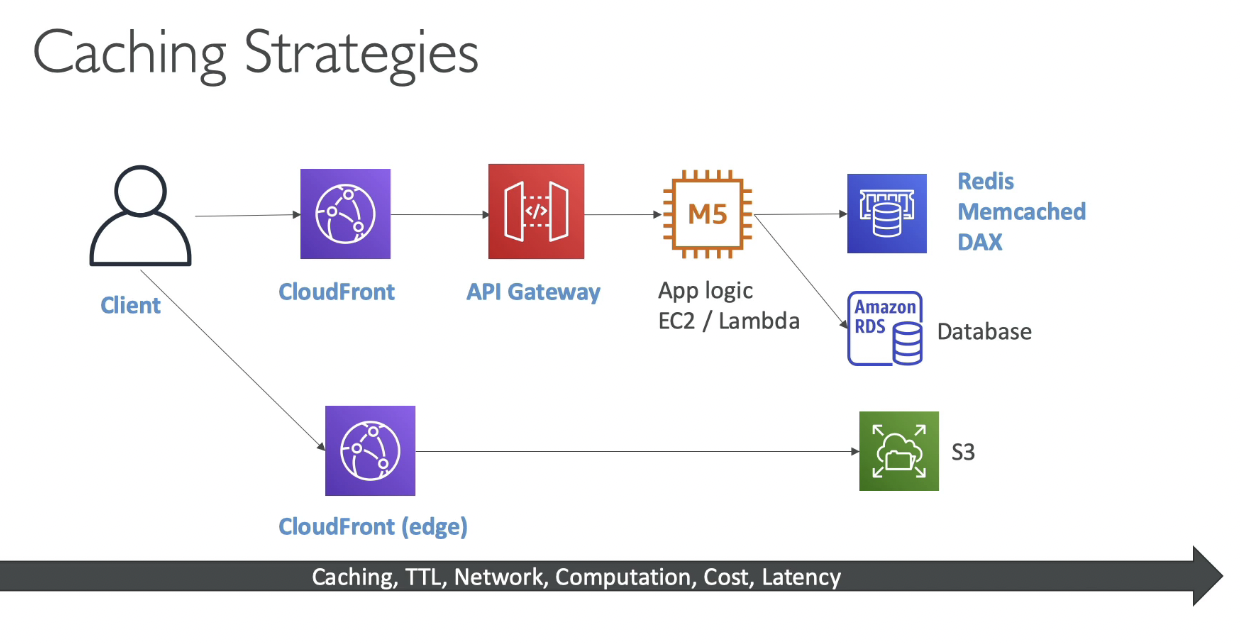 Caching Strategies
Client
CloudFront
</>
API Gateway
M5
App logic
EC2 / Lambda
Redis
Memcached
DAX
Amazon
RDS
Database
CloudFront (edge)
S3
Caching, TTL, Network, Computation, Cost, Latency